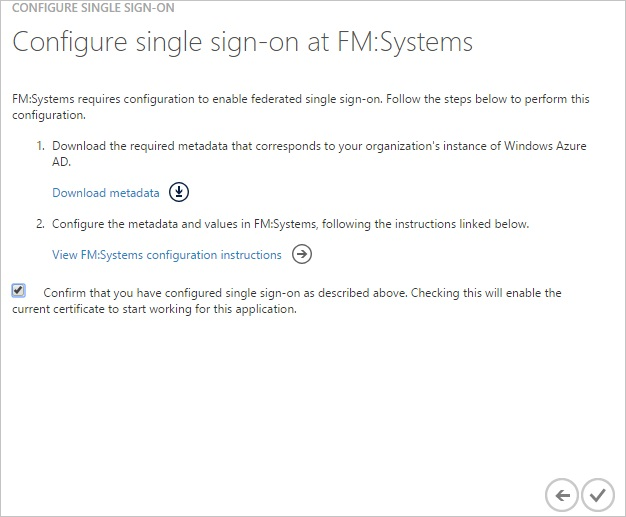 CONFIGURE SINGLE SIGN-ON
Configure single sign-on at FM:Systems
FM:Systems requires configuration to enable federated single sign-on. Follow the steps below to perform this
configuration.
1. Download the required metadata that corresponds to your organization's instance of Windows Azure
AD.
Download metadata
2. Configure the metadata and values in FM:Systems, following the instructions linked below.
View FM:Systems configuration instructions
Confirm that you have configured single sign-on as described above. Checking this will enable the
current certificate to start working for this application.